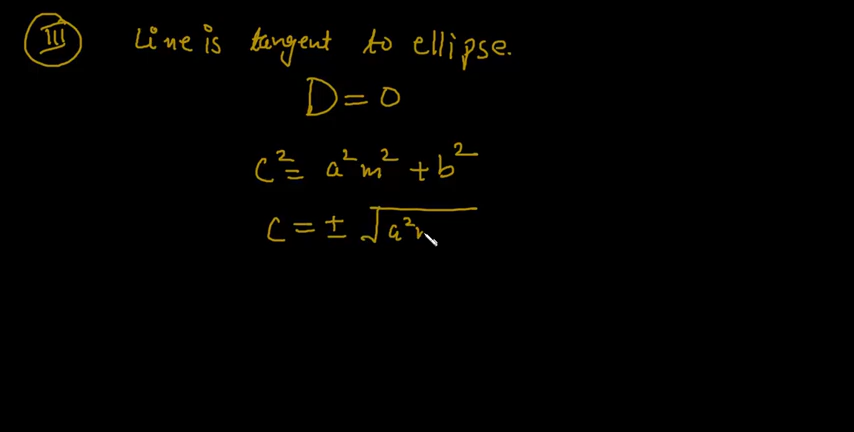 III Line is tangent to ellipse.
D = 0
c² = a²m² + b²
c = ± √a²